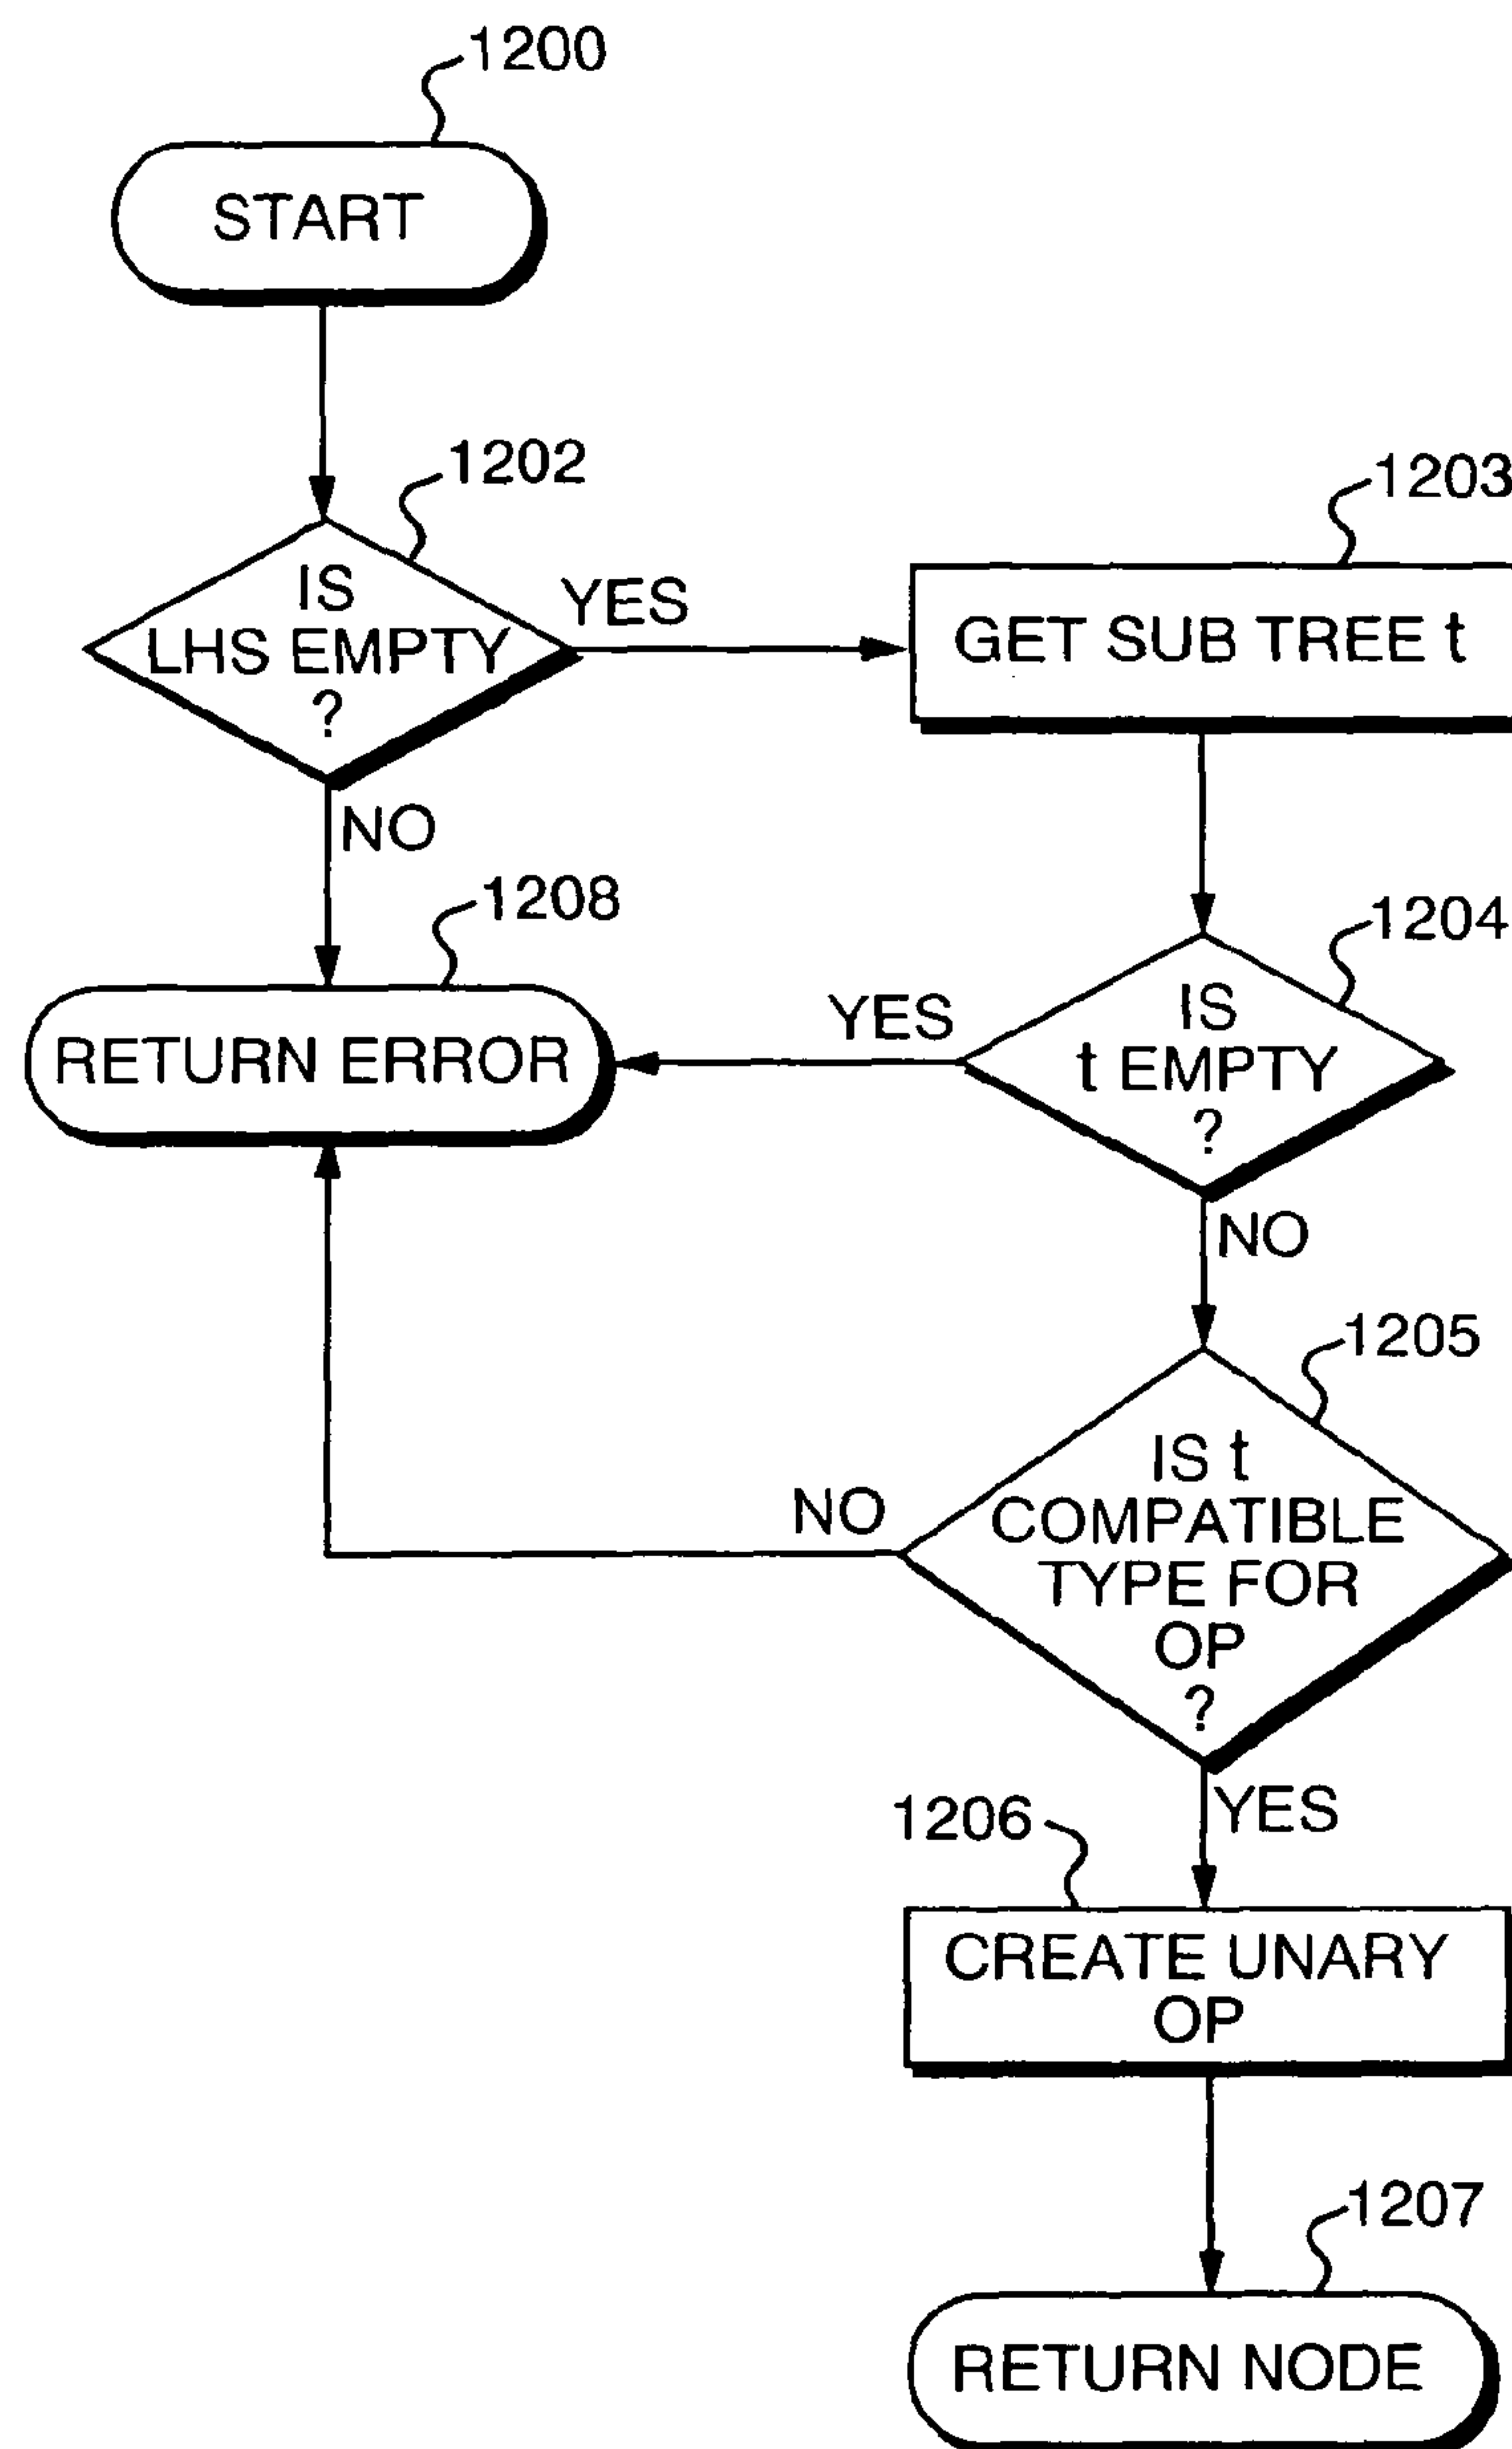 1200
START
1202
IS
LHS EMPTY
?
YES
NO
1203
GET SUB TREE t
1208
RETURN ERROR
1204
IS
t EMPTY
?
YES
NO
1205
IS t
COMPATIBLE
TYPE FOR
OP
?
NO
YES
1206
CREATE UNARY
OP
1207
RETURN NODE